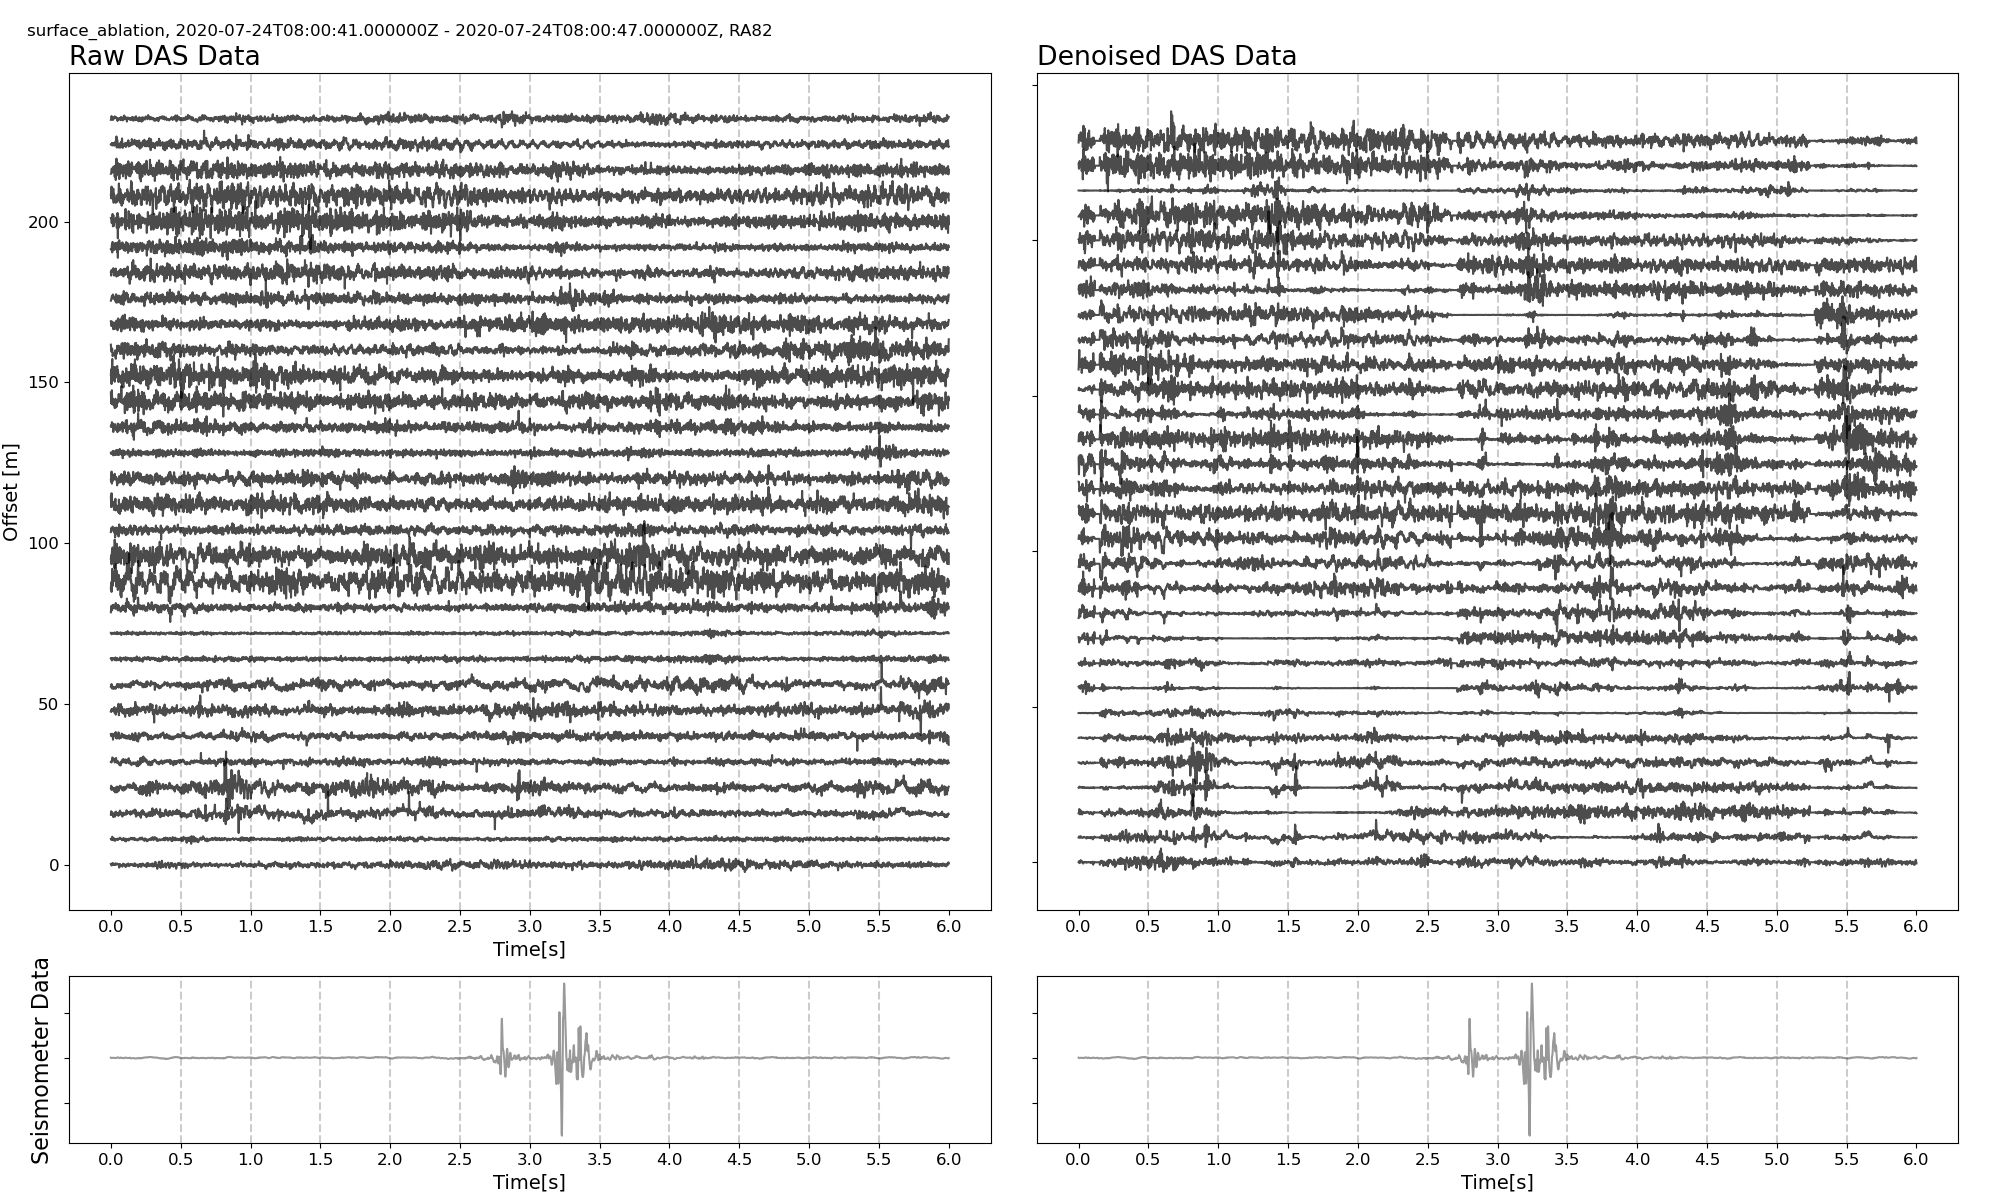 surface_ablation, 2020-07-24T08:00:41.000000Z - 2020-07-24T08:00:47.000000Z, RA82
Raw DAS Data
Denoised DAS Data
Offset [m]
200
150
100
50
0
0.0 0.5 1.0 1.5 2.0 2.5 3.0 3.5 4.0 4.5 5.0 5.5 6.0
Time[s]
0.0 0.5 1.0 1.5 2.0 2.5 3.0 3.5 4.0 4.5 5.0 5.5 6.0
Seismometer Data
0.0 0.5 1.0 1.5 2.0 2.5 3.0 3.5 4.0 4.5 5.0 5.5 6.0
Time[s]
0.0 0.5 1.0 1.5 2.0 2.5 3.0 3.5 4.0 4.5 5.0 5.5 6.0
Time[s]